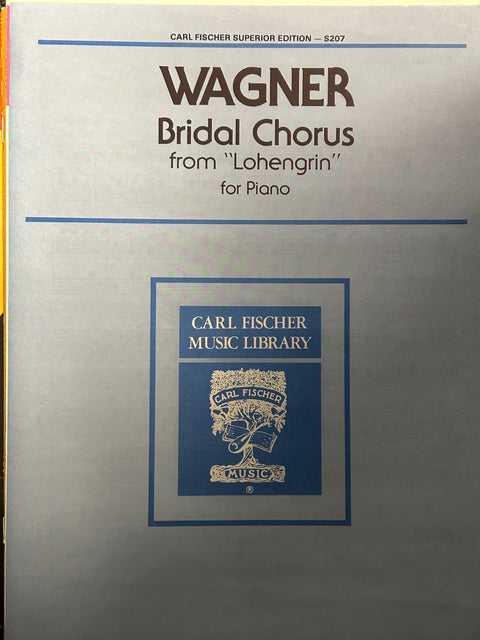 CARL FISCHER SUPERIOR EDITION — S207
WAGNER
Bridal Chorus
from "Lohengrin"
for Piano
CARL FISCHER
MUSIC LIBRARY
CARL FISCHER
MUSIC
®